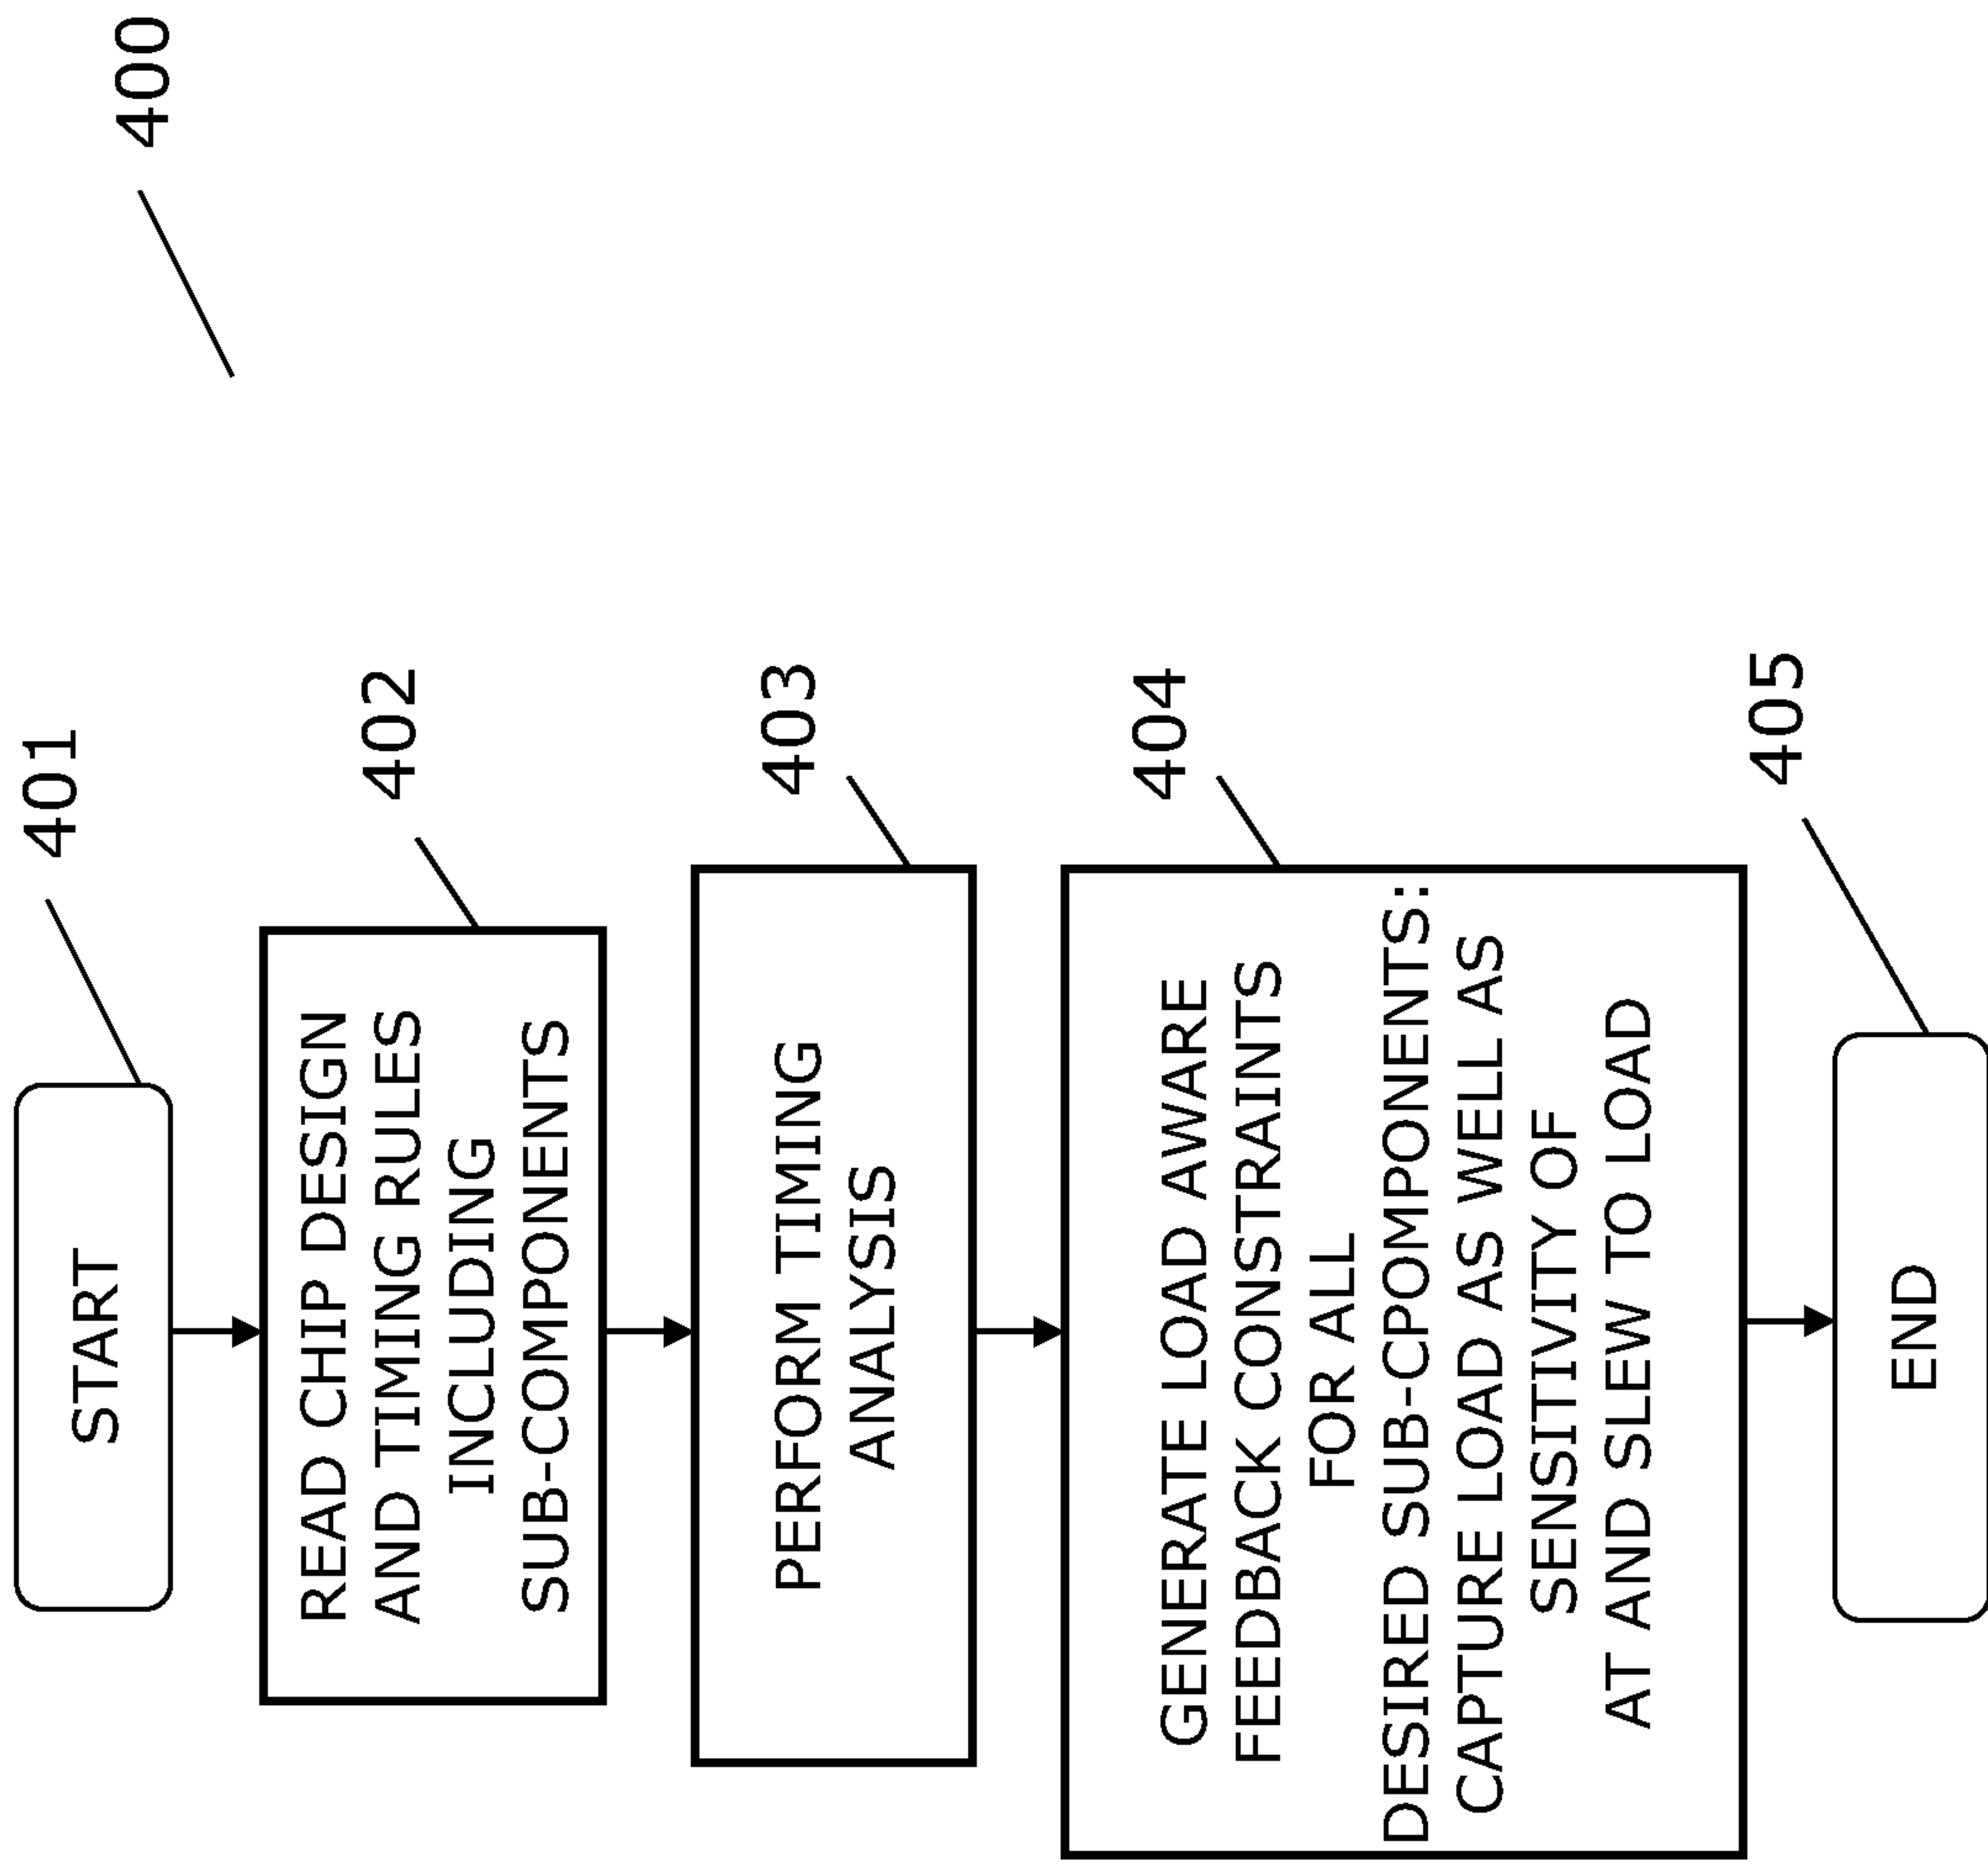 400
401
START
402
READ CHIP DESIGN
AND TIMING RULES
INCLUDING
SUB-COMPONENTS
403
PERFORM TIMING
ANALYSIS
404
GENERATE LOAD AWARE
FEEDBACK CONSTRAINTS
FOR ALL
DESIRED SUB-CPOMPONENTS:
CAPTURE LOAD AS WELL AS
SENSITIVITY OF
AT AND SLEW TO LOAD
405
END